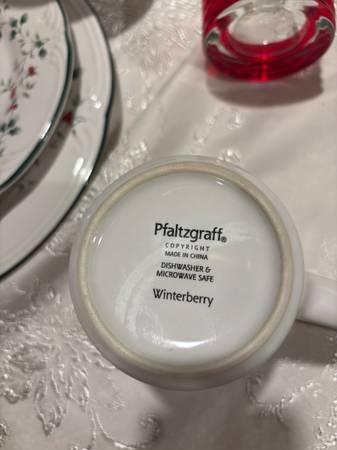 Pfaltzgraff®
COPYRIGHT
MADE IN CHINA
DISHWASHER &
MICROWAVE SAFE
Winterberry